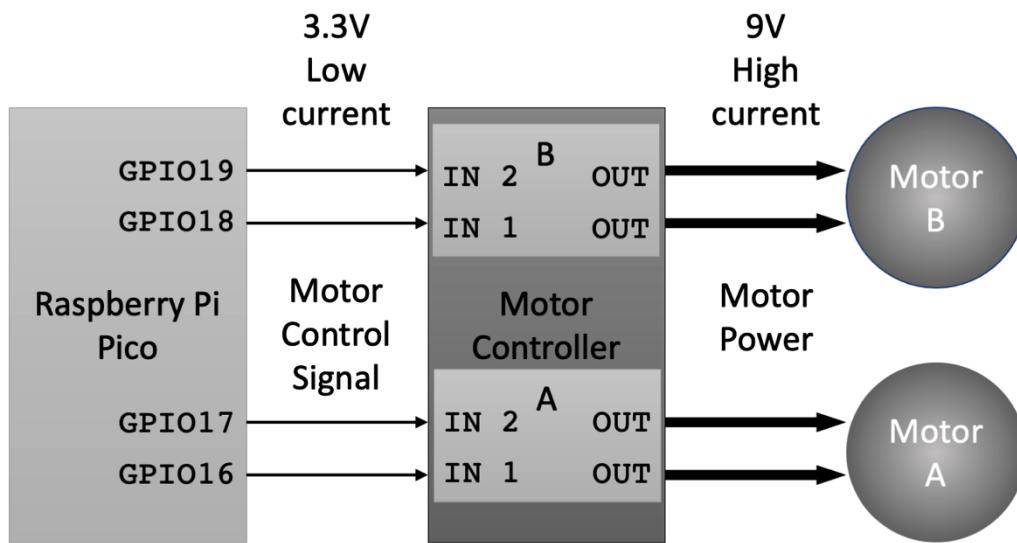 3.3V
Low
current
9V
High
current
GPIO19
GPIO18
Raspberry Pi
Pico
GPIO17
GPIO16
Motor
Control
Signal
B
IN 2 OUT
IN 1 OUT
Motor
Controller
A
IN 2 OUT
IN 1 OUT
Motor
Power
Motor
B
Motor
A